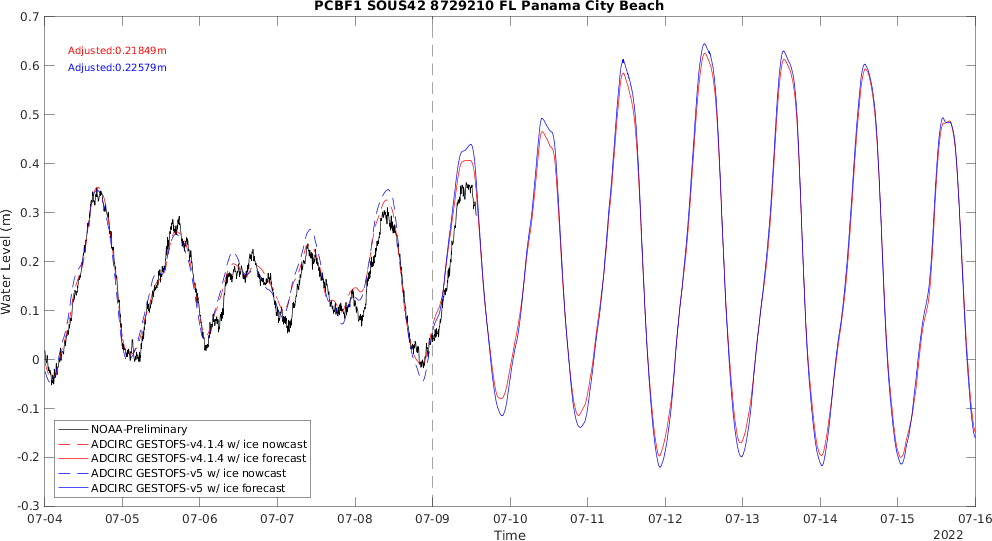 PCBF1 SOUS42 8729210 FL Panama City Beach
Adjusted:0.21849m
Adjusted:0.22579m
Water Level (m)
0.7
0.6
0.5
0.4
0.3
0.2
0.1
0
-0.1
-0.2
-0.3
NOAA-Preliminary
ADCIRC GESTOFS-v4.1.4 w/ ice nowcast
ADCIRC GESTOFS-v4.1.4 w/ ice forecast
ADCIRC GESTOFS-v5 w/ ice nowcast
ADCIRC GESTOFS-v5 w/ ice forecast
07-04 07-05 07-06 07-07 07-08 07-09 07-10 07-11 07-12 07-13 07-14 07-15 07-16
Time
2022